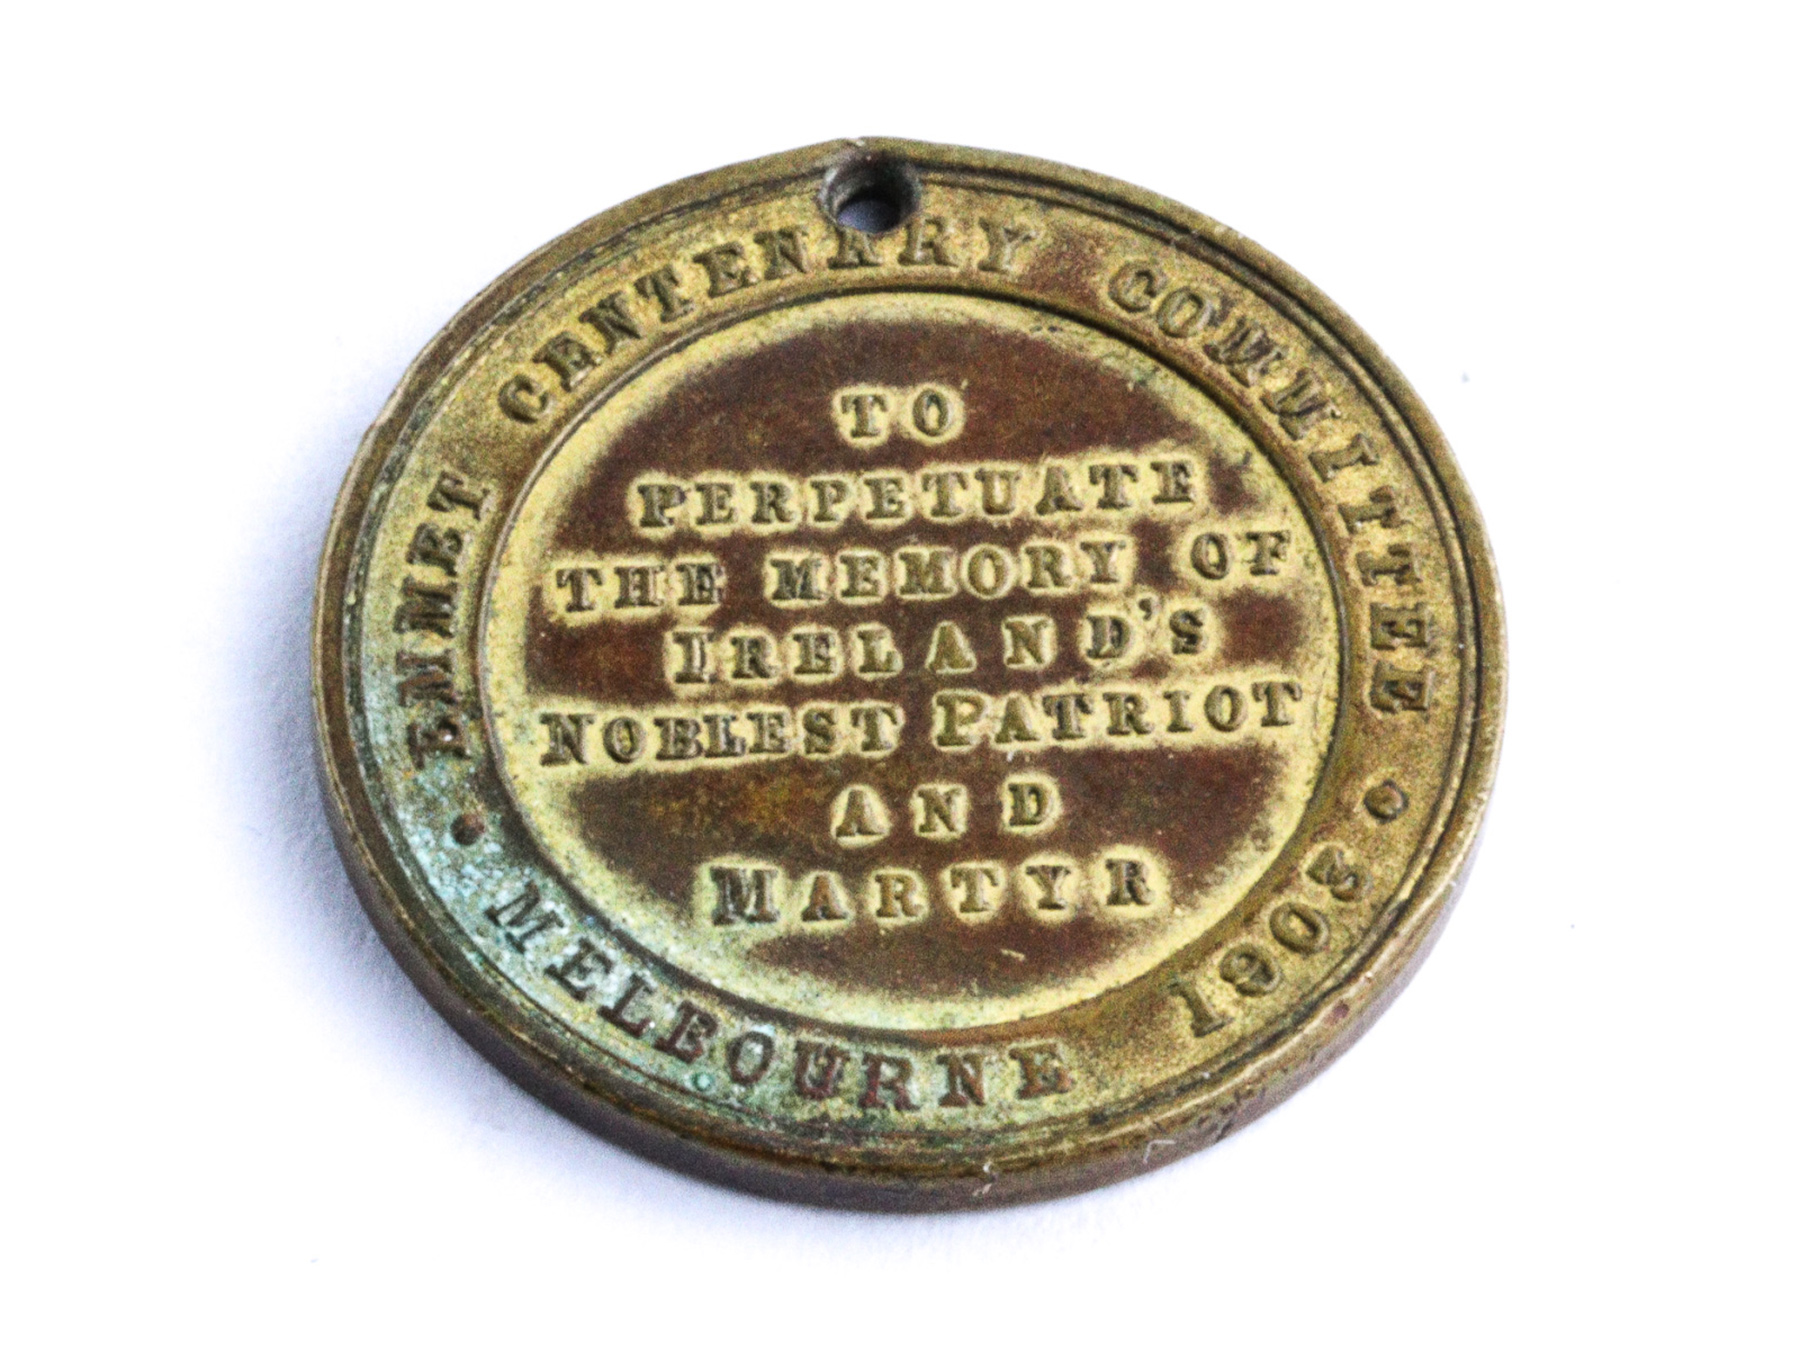 EMMET CENTENARY COMMITTEE
TO
PERPETUATE
THE MEMORY OF
IRELAND'S
NOBLEST PATRIOT
AND
MARTYR
• MELBOURNE 1903 •